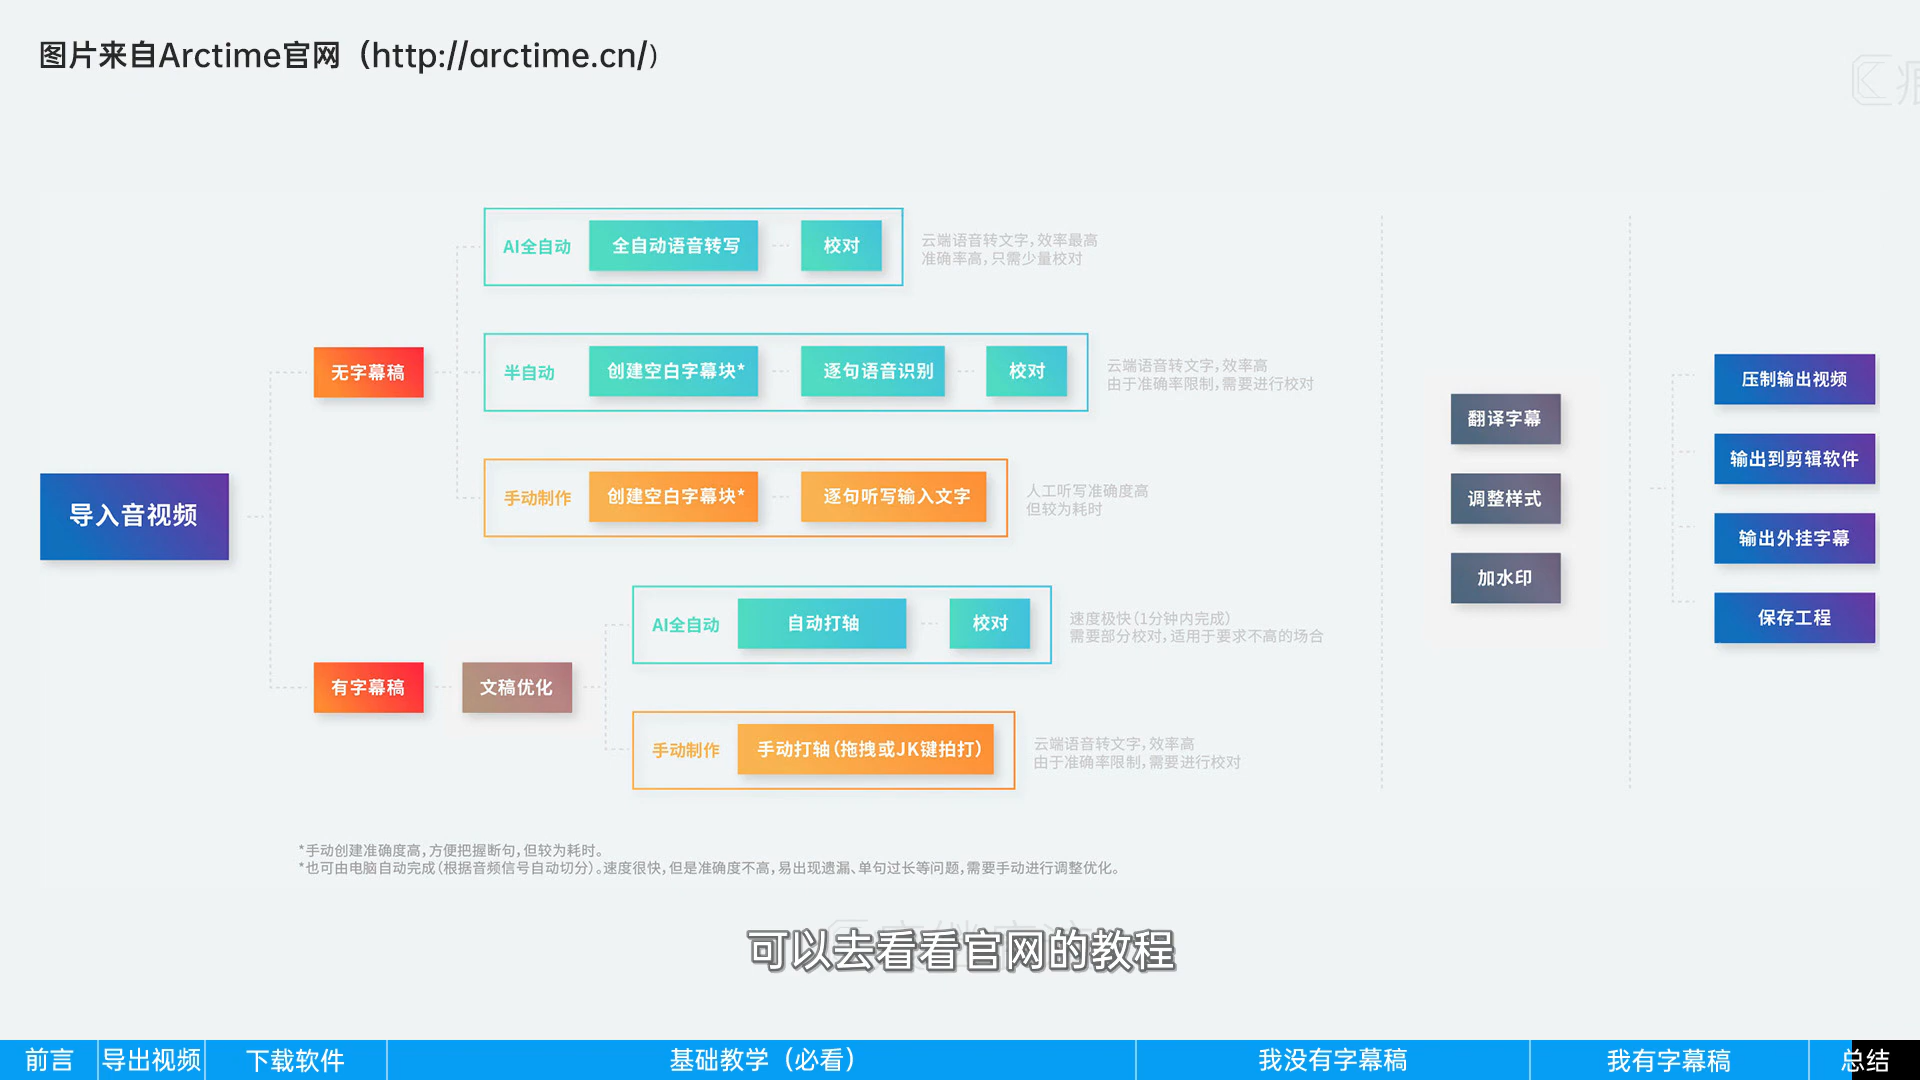 图片来自Arctime官网（http://arctime.cn/）
AI全自动 全自动语音转写 校对
云端语音转文字，效率最高
准确率高，只需少量校对
无字幕稿
半自动 创建空白字幕块* 逐句语音识别 校对
云端语音转文字，效率高
由于准确率限制，需要进行校对
手动制作 创建空白字幕块* 逐句听写输入文字
人工听写准确度高
但较为耗时
导入音视频
AI全自动 自动打轴 校对
速度极快（1分钟内完成）
需要部分校对，适用于要求不高的场合
有字幕稿 文稿优化
手动制作 手动打轴（拖拽或JK键拍打）
云端语音转文字，效率高
由于准确率限制，需要进行校对
翻译字幕
调整样式
加水印
压制输出视频
输出到剪辑软件
输出外挂字幕
保存工程
*手动创建准确度高，方便把握断句，但较为耗时。
*也可由电脑自动完成（根据音频信号自动切分）。速度很快，但是准确度不高，易出现遗漏、单句过长等问题，需要手动进行调整优化。
可以去看看官网的教程
前言 导出视频 下载软件 基础教学（必看） 我没有字幕稿 我有字幕稿 总结